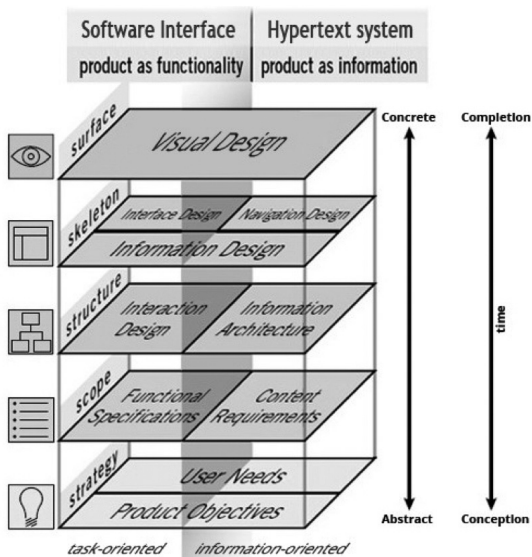 Software Interface
Hypertext system
product as functionality
product as information
Concrete
Completion
surface
Visual Design
skeleton
Interface Design
Navigation Design
Information Design
structure
Interaction
Design
Information
Architecture
time
scope
Functional
Specifications
Content
Requirements
strategy
User Needs
Product Objectives
Abstract
Conception
task-oriented
information-oriented